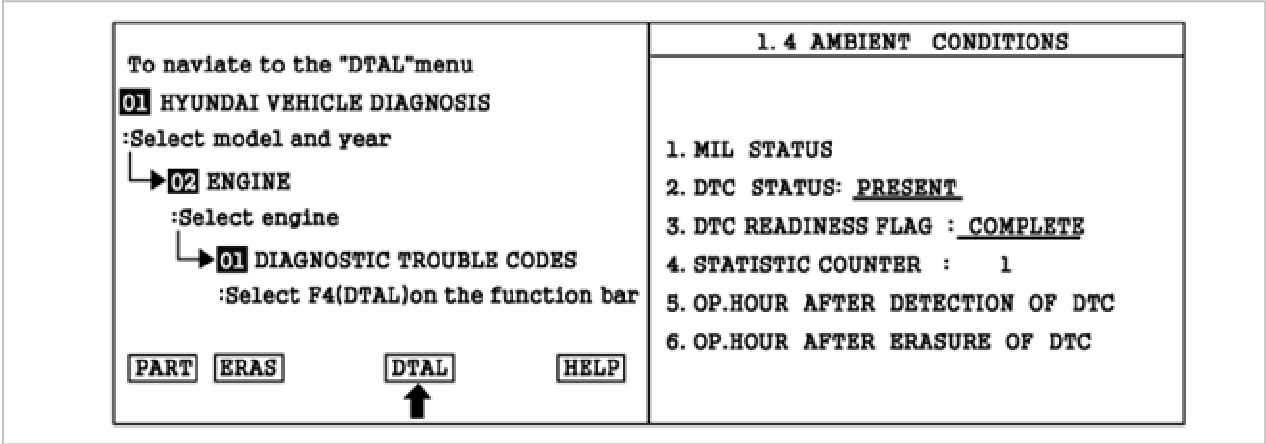 To naviate to the "DTAL"menu
01 HYUNDAI VEHICLE DIAGNOSIS
:Select model and year
02 ENGINE
:Select engine
01 DIAGNOSTIC TROUBLE CODES
:Select F4(DTAL)on the function bar
PART ERAS DTAL HELP
1.4 AMBIENT CONDITIONS
1. MIL STATUS
2. DTC STATUS: PRESENT
3. DTC READINESS FLAG : COMPLETE
4. STATISTIC COUNTER : 1
5. OP.HOUR AFTER DETECTION OF DTC
6. OP.HOUR AFTER ERASURE OF DTC